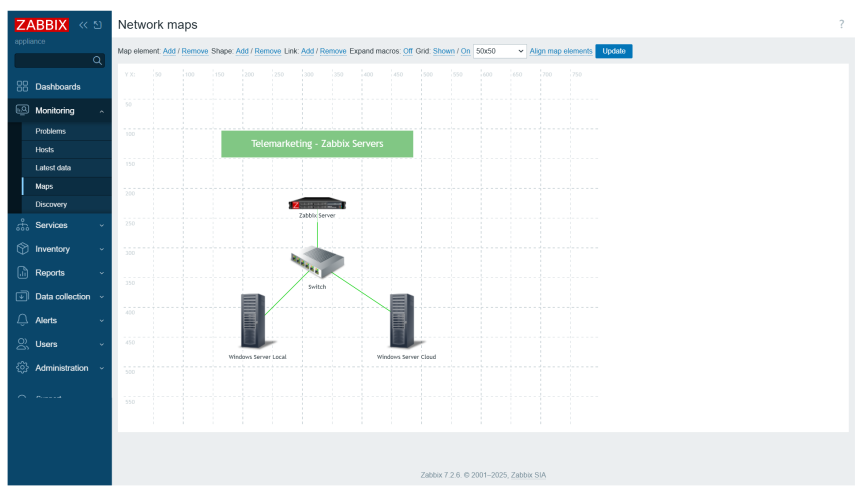 ZABBIX
appliance
Network maps
?
Map element: Add / Remove Shape: Add / Remove Link: Add / Remove Expand macros: Off Grid: Shown / On 50x50 Align map elements Update
Dashboards
Monitoring
Problems
Hosts
Latest data
Maps
Discovery
Services
Inventory
Reports
Data collection
Alerts
Users
Administration
50 100 150 200 250 300 350 400 450 500 550 600 650 700 750
50
100
150
200
250
300
350
400
450
500
550
Telemarketing - Zabbix Servers
Z
Zabbix Server
Switch
Windows Server Local
Windows Server Cloud
Zabbix 7.2.6. © 2001–2025, Zabbix SIA